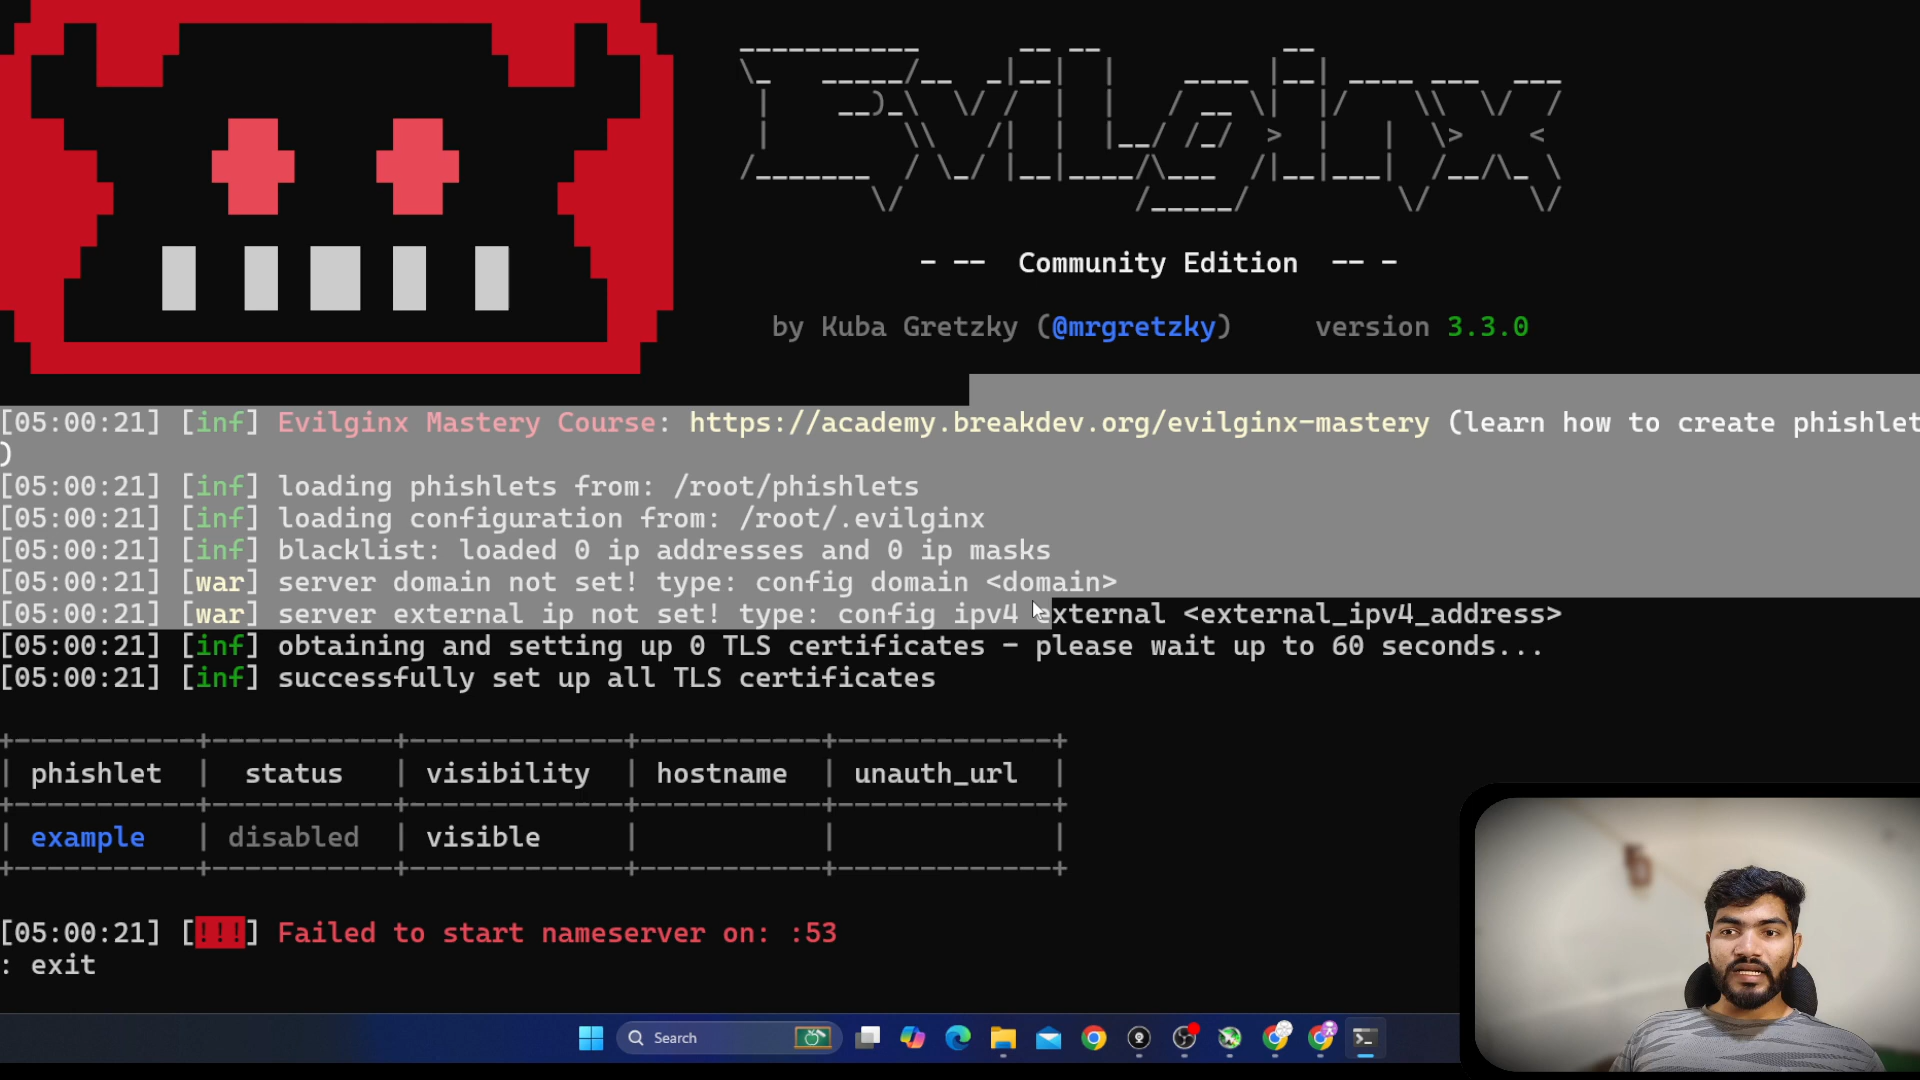 Evilginx
- -- Community Edition -- -
by Kuba Gretzky (@mrgretzky) version 3.3.0
[05:00:21] [inf] Evilginx Mastery Course: https://academy.breakdev.org/evilginx-mastery (learn how to create phishlet
)
[05:00:21] [inf] loading phishlets from: /root/phishlets
[05:00:21] [inf] loading configuration from: /root/.evilginx
[05:00:21] [inf] blacklist: loaded 0 ip addresses and 0 ip masks
[05:00:21] [war] server domain not set! type: config domain <domain>
[05:00:21] [war] server external ip not set! type: config ipv4 external <external_ipv4_address>
[05:00:21] [inf] obtaining and setting up 0 TLS certificates - please wait up to 60 seconds...
[05:00:21] [inf] successfully set up all TLS certificates
| phishlet | status | visibility | hostname | unauth_url |
| example | disabled | visible | | |
[05:00:21] [!!!] Failed to start nameserver on: :53
: exit
Search